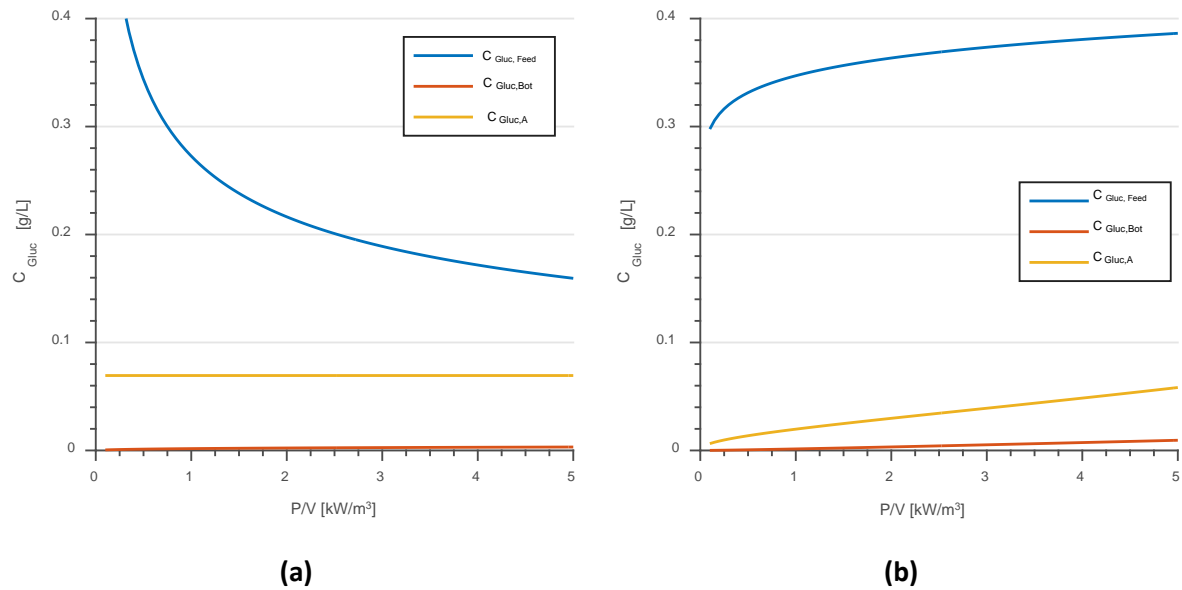 0.4
0.3
0.2
0.1
0
C Gluc [g/L]
0 1 2 3 4 5
P/V [kW/m³]
C Gluc, Feed
C Gluc,Bot
C Gluc,A
(a)
0.4
0.3
0.2
0.1
0
C Gluc [g/L]
0 1 2 3 4 5
P/V [kW/m³]
C Gluc, Feed
C Gluc,Bot
C Gluc,A
(b)